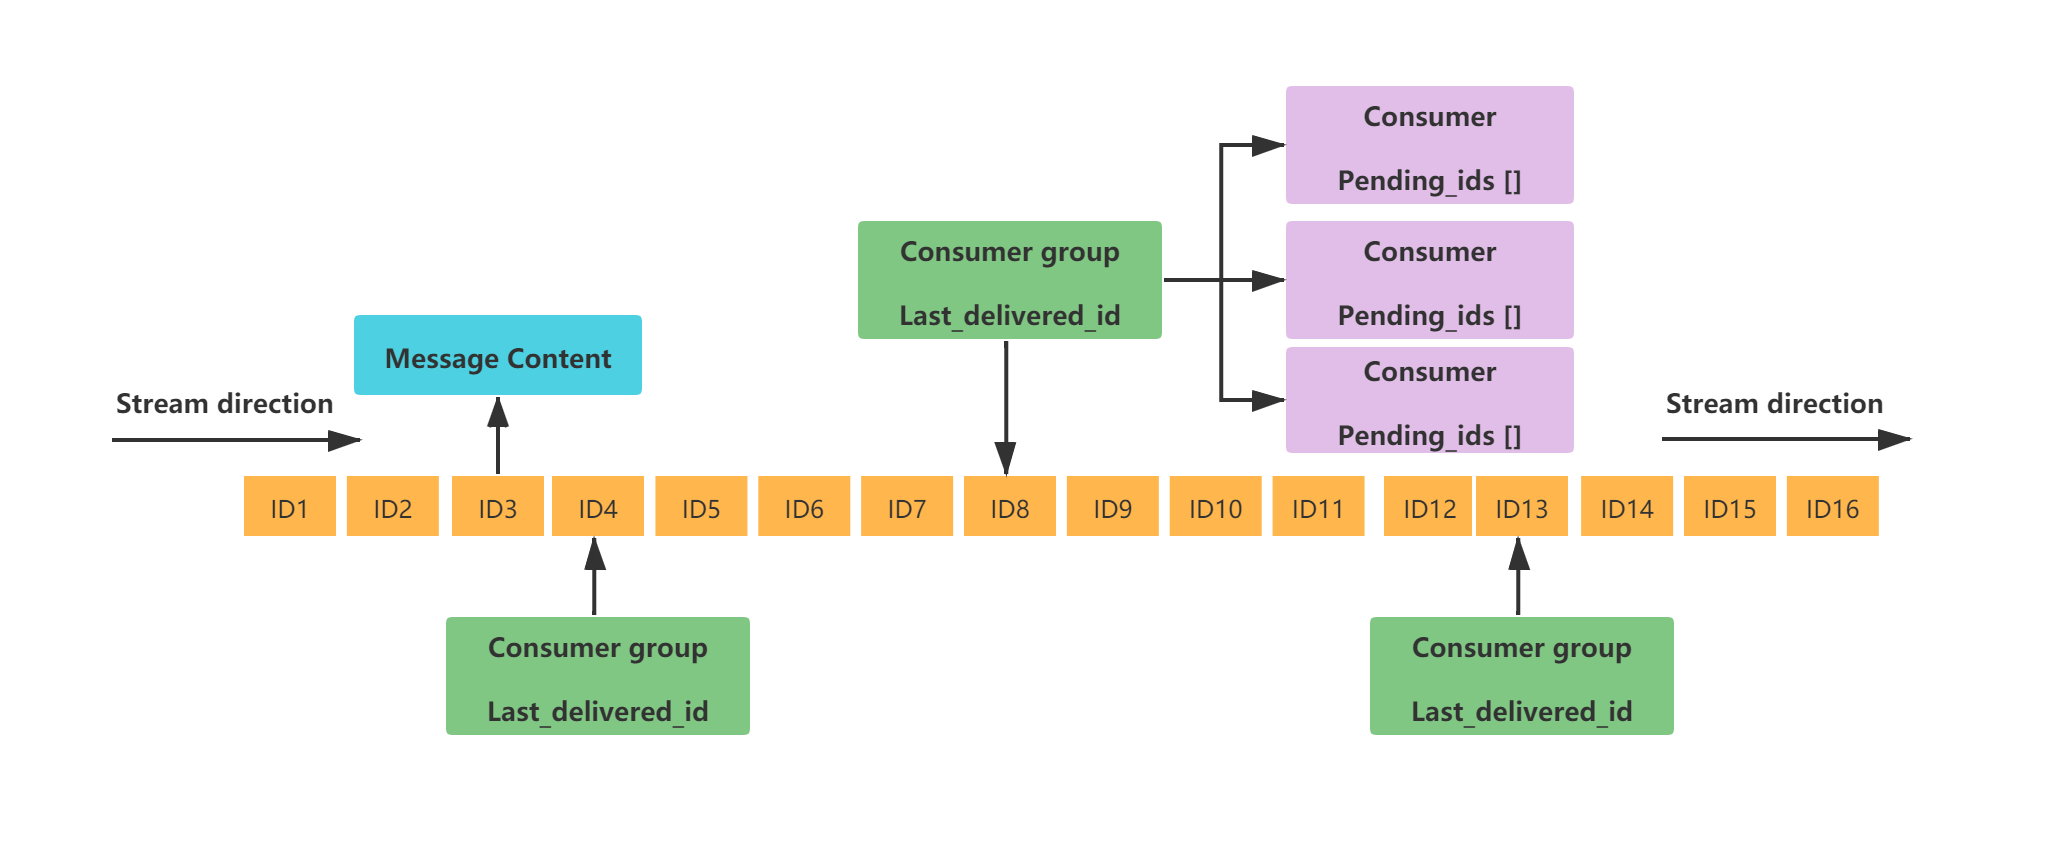 Consumer
Pending_ids []
Consumer group
Last_delivered_id
Consumer
Pending_ids []
Message Content
Consumer
Pending_ids []
Stream direction
Stream direction
ID1 ID2 ID3 ID4 ID5 ID6 ID7 ID8 ID9 ID10 ID11 ID12 ID13 ID14 ID15 ID16
Consumer group
Last_delivered_id
Consumer group
Last_delivered_id